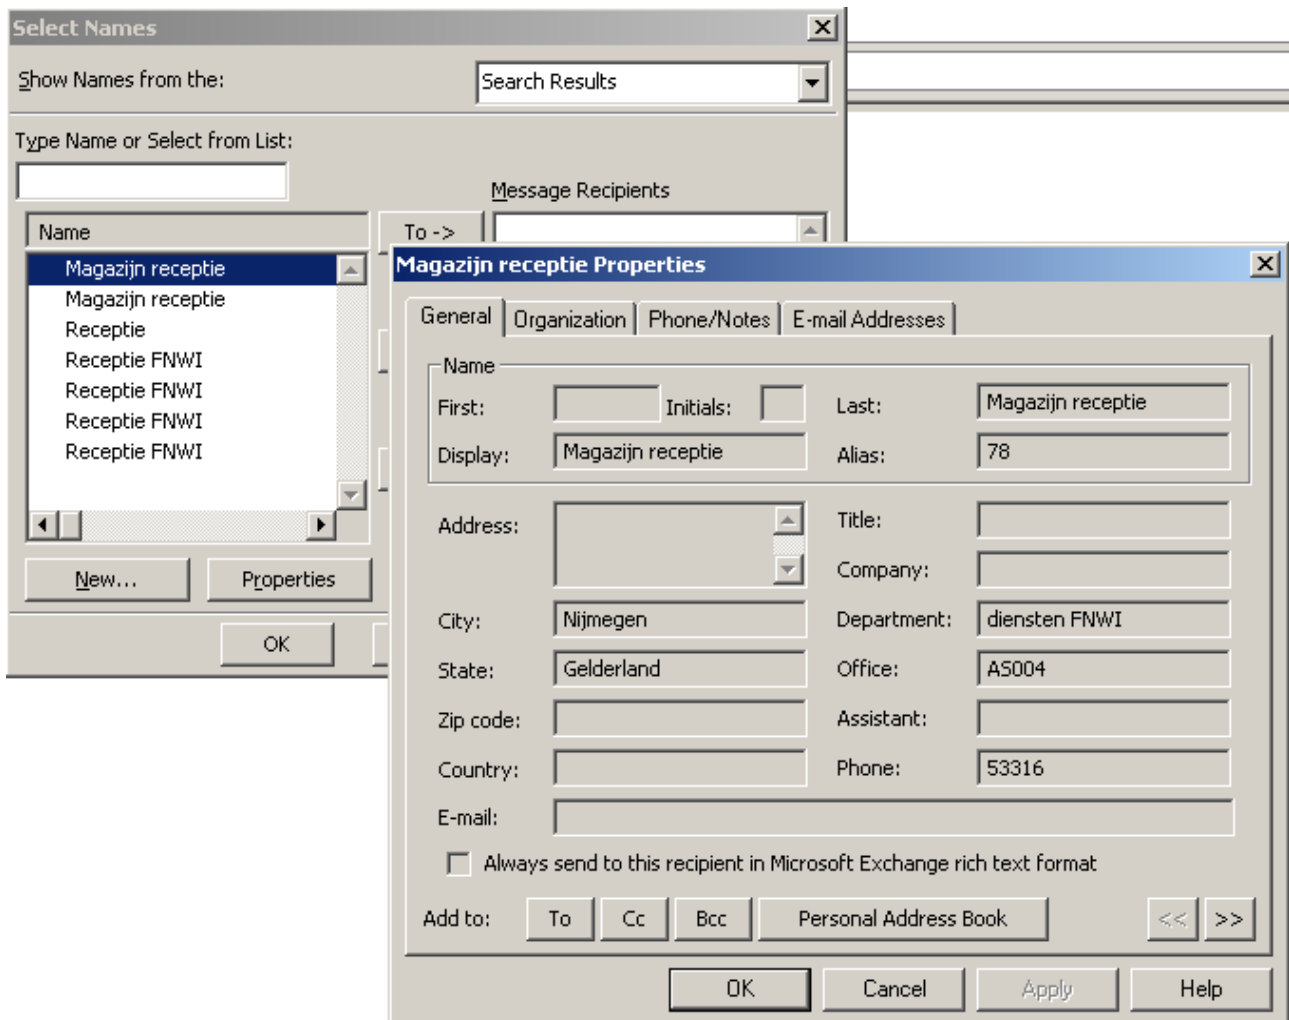 Select Names
Show Names from the:
Search Results
Type Name or Select from List:
Message Recipients
Name
To ->
Magazijn receptie
Magazijn receptie
Receptie
Receptie FNWI
Receptie FNWI
Receptie FNWI
Receptie FNWI
New...
Properties
OK
Magazijn receptie Properties
General
Organization
Phone/Notes
E-mail Addresses
Name
First:
Initials:
Last:
Magazijn receptie
Display:
Magazijn receptie
Alias:
78
Address:
Title:
Company:
City:
Nijmegen
Department:
diensten FNWI
State:
Gelderland
Office:
AS004
Zip code:
Assistant:
Country:
Phone:
53316
E-mail:
Always send to this recipient in Microsoft Exchange rich text format
Add to:
To
Cc
Bcc
Personal Address Book
<<
>>
OK
Cancel
Apply
Help